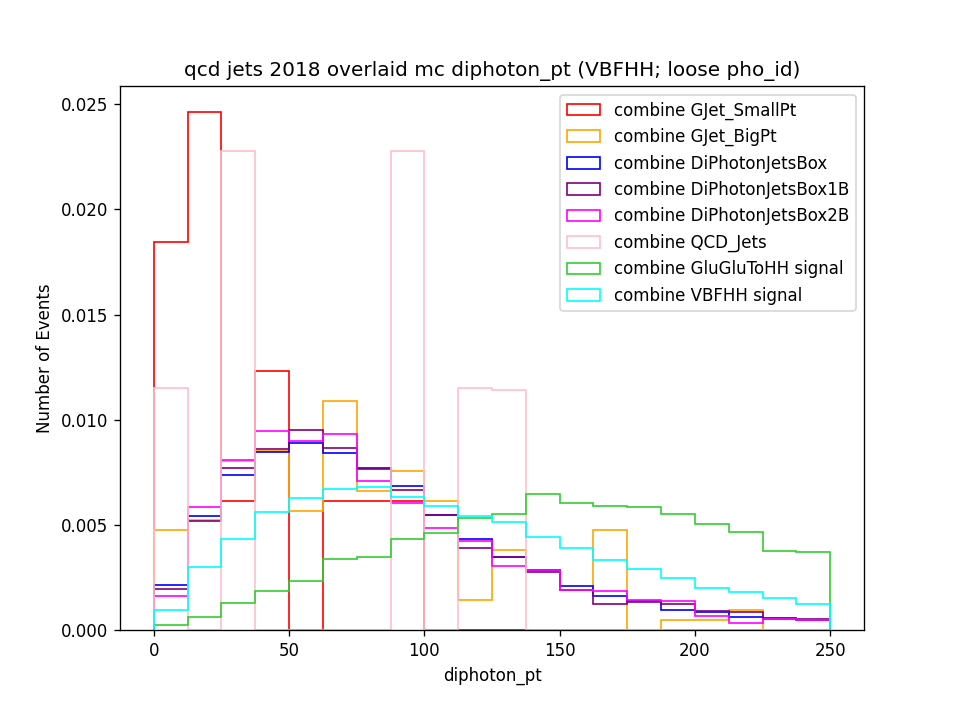 qcd jets 2018 overlaid mc diphoton_pt (VBFHH; loose pho_id)
combine GJet_SmallPt
combine GJet_BigPt
combine DiPhotonJetsBox
combine DiPhotonJetsBox1B
combine DiPhotonJetsBox2B
combine QCD_Jets
combine GluGluToHH signal
combine VBFHH signal
Number of Events
0.025
0.020
0.015
0.010
0.005
0.000
0 50 100 150 200 250
diphoton_pt